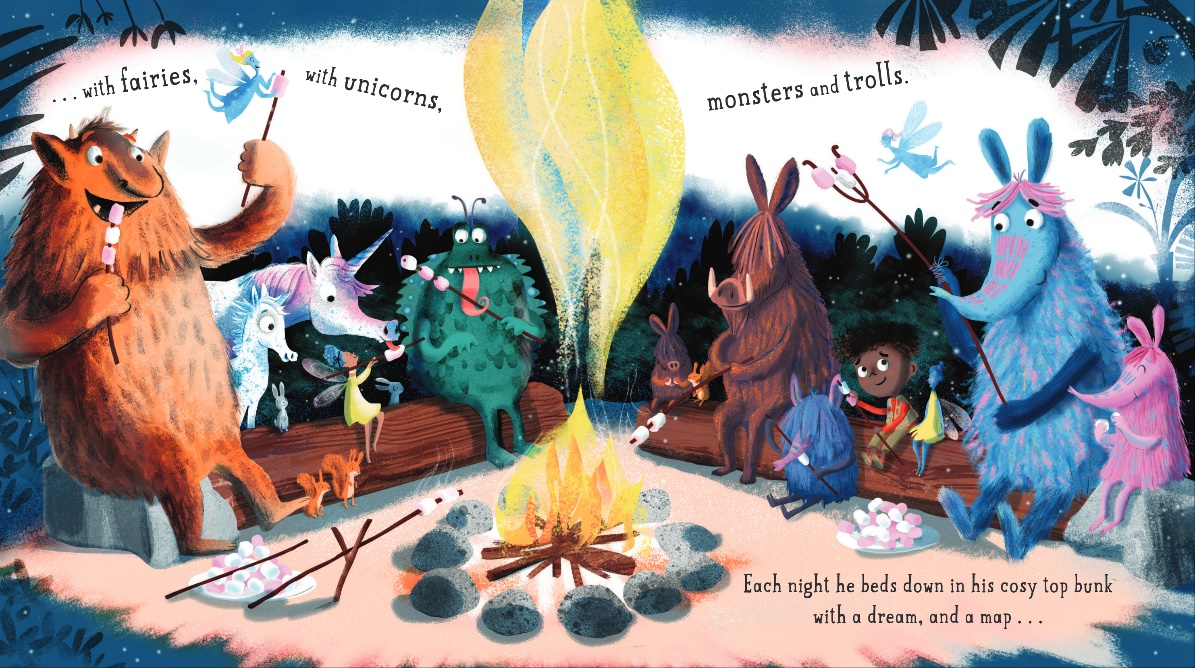 . . . with fairies,
with unicorns,
monsters and trolls.
Each night he beds down in his cosy top bunk
with a dream, and a map . . .